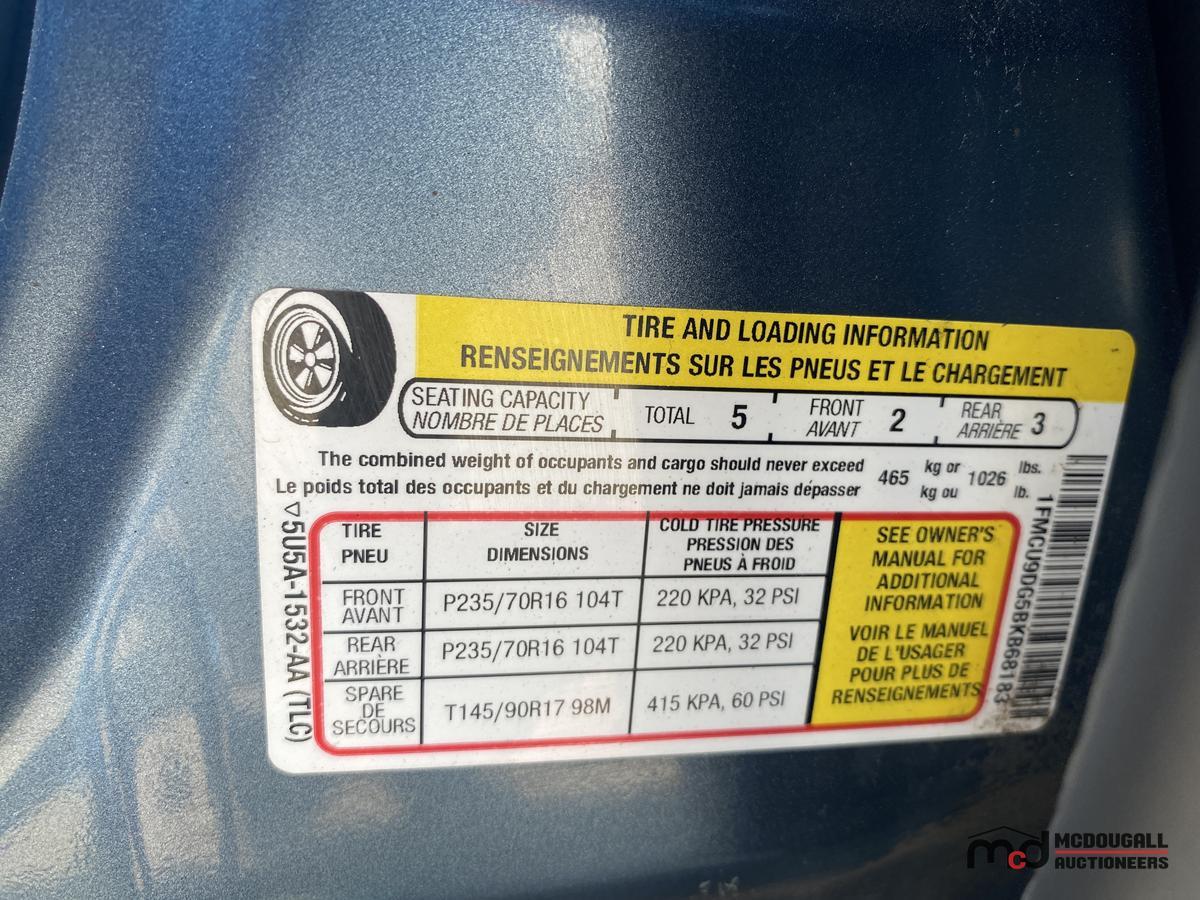 TIRE AND LOADING INFORMATION
RENSEIGNEMENTS SUR LES PNEUS ET LE CHARGEMENT
SEATING CAPACITY
NOMBRE DE PLACES
TOTAL 5
FRONT
AVANT 2
REAR
ARRIÈRE 3
The combined weight of occupants and cargo should never exceed
Le poids total des occupants et du chargement ne doit jamais dépasser
465 kg or 1026 lbs.
kg ou lb.
TIRE
PNEU
SIZE
DIMENSIONS
COLD TIRE PRESSURE
PRESSION DES
PNEUS À FROID
FRONT
AVANT
P235/70R16 104T
220 KPA, 32 PSI
REAR
ARRIÈRE
P235/70R16 104T
220 KPA, 32 PSI
SPARE
DE
SECOURS
T145/90R17 98M
415 KPA, 60 PSI
SEE OWNER'S
MANUAL FOR
ADDITIONAL
INFORMATION
VOIR LE MANUEL
DE L'USAGER
POUR PLUS DE
RENSEIGNEMENTS
▽5U5A-1532-AA (TLC)
1FMCU9DG5BKB68183
mcd MCDOUGALL
AUCTIONEERS